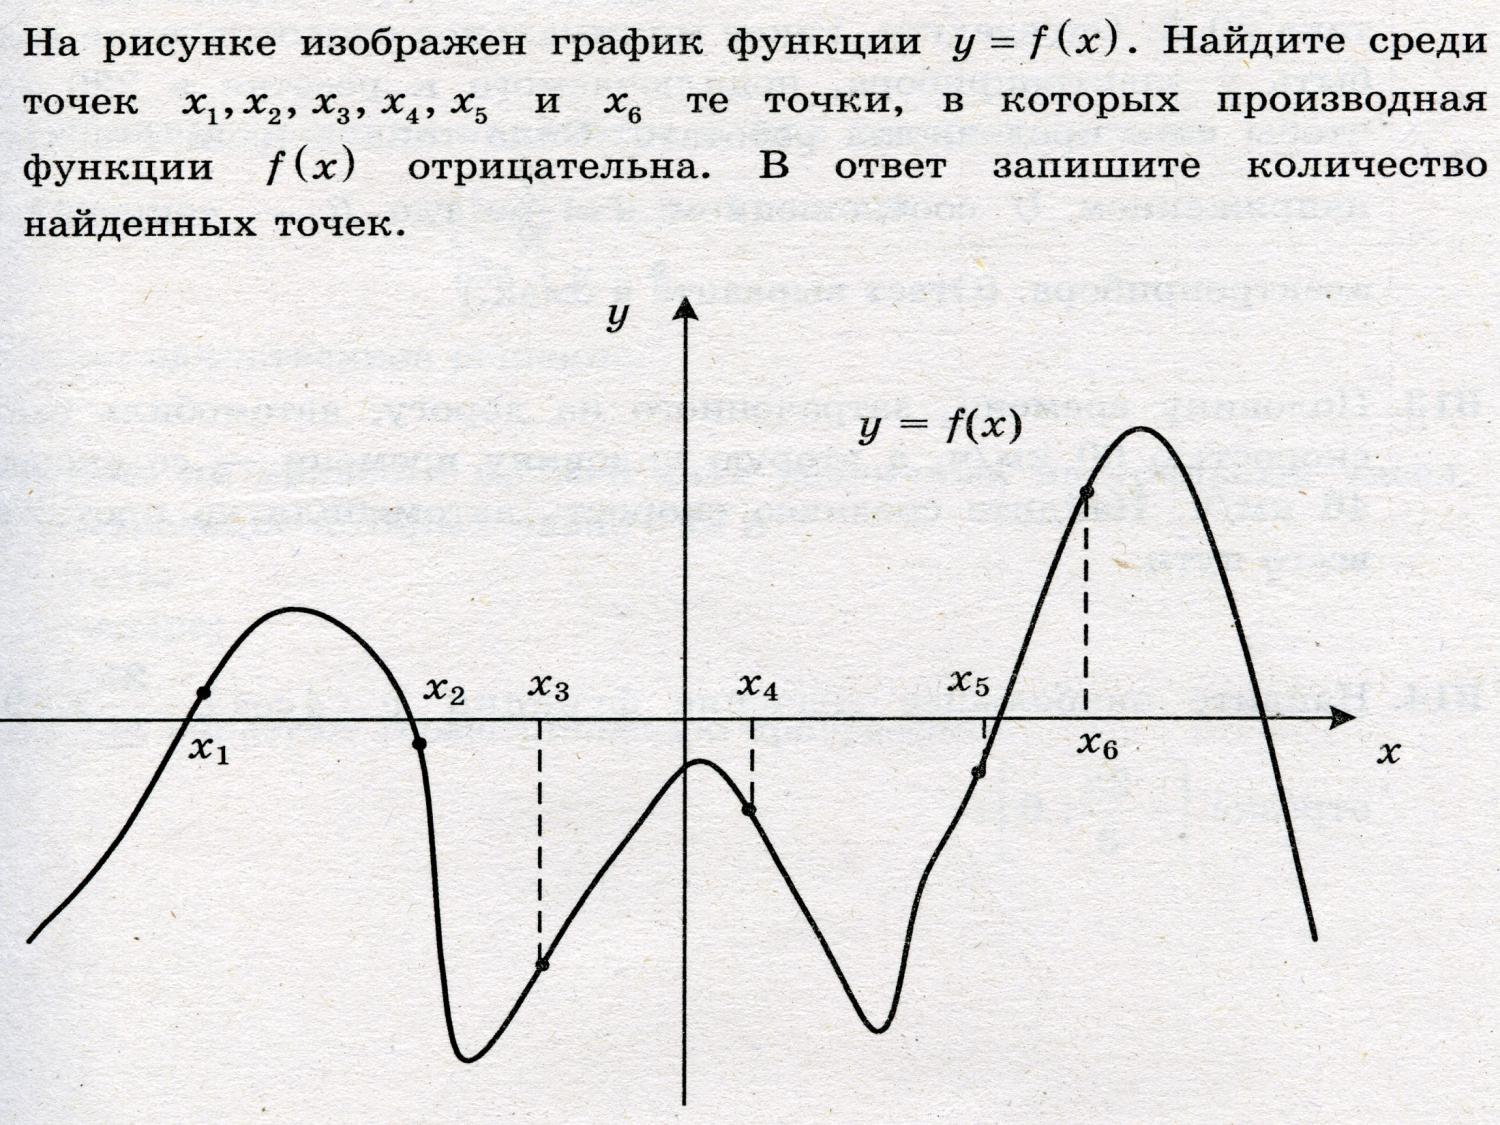 На рисунке изображен график функции y = f(x). Найдите среди
точек x₁, x₂, x₃, x₄, x₅ и x₆ те точки, в которых производная
функции f(x) отрицательна. В ответ запишите количество
найденных точек.
y
y = f(x)
x₂ x₃ x₄ x₅
x₁ x₆ x